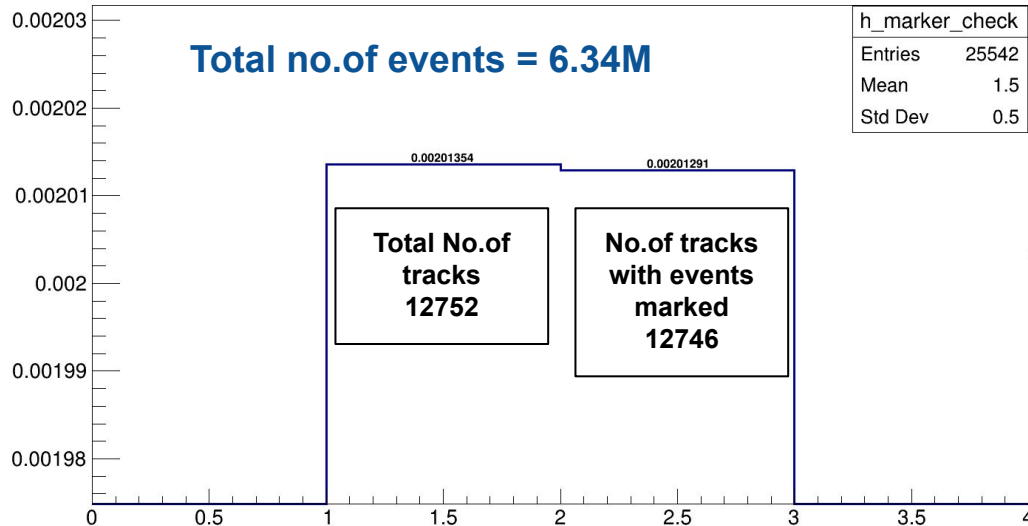 0.00203
Total no.of events = 6.34M
h_marker_check
Entries 25542
Mean 1.5
Std Dev 0.5
0.00202
0.00201354
0.00201291
0.00201
Total No.of
tracks
12752
No.of tracks
with events
marked
12746
0.002
0.00199
0.00198
0 0.5 1 1.5 2 2.5 3 3.5 4